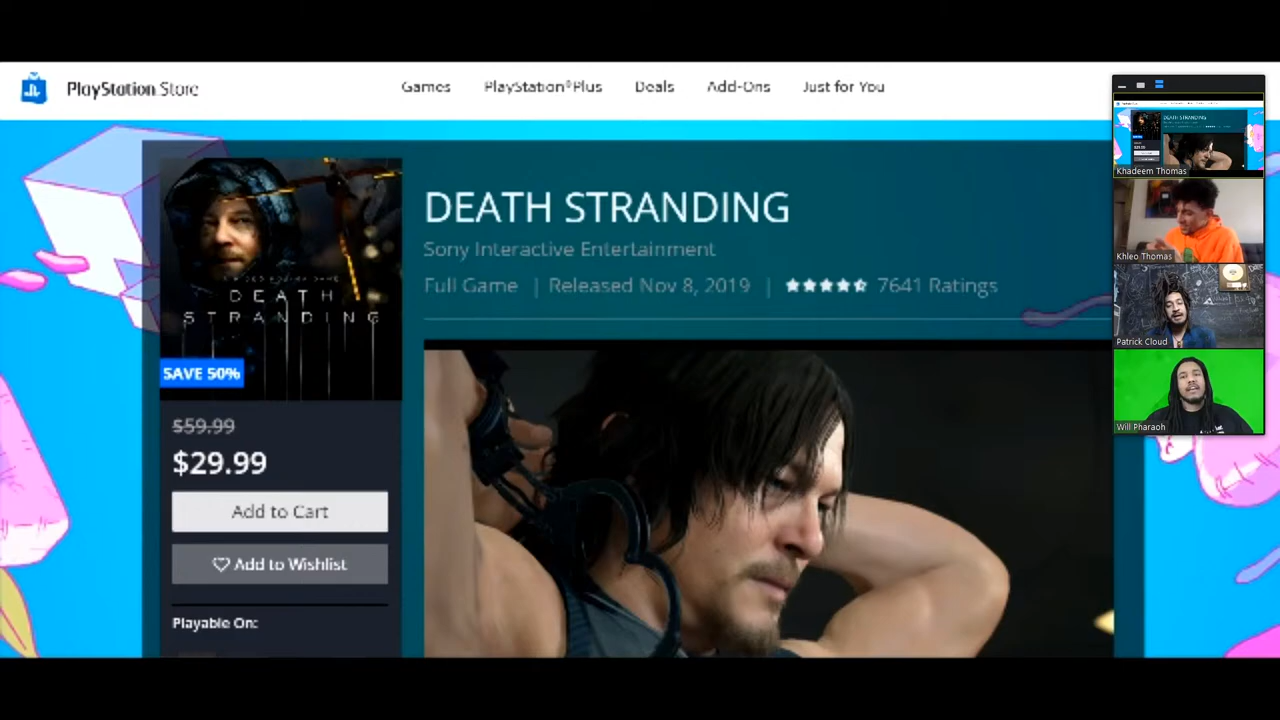 PlayStation Store
Games
PlayStation®Plus
Deals
Add-Ons
Just for You
DEATH STRANDING
Sony Interactive Entertainment
Full Game | Released Nov 8, 2019 | 7641 Ratings
DEATH
STRANDING
SAVE 50%
$59.99
$29.99
Add to Cart
Add to Wishlist
Playable On:
DEATH STRANDING
Khadeem Thomas
Khleo Thomas
Patrick Cloud
Will Pharaoh